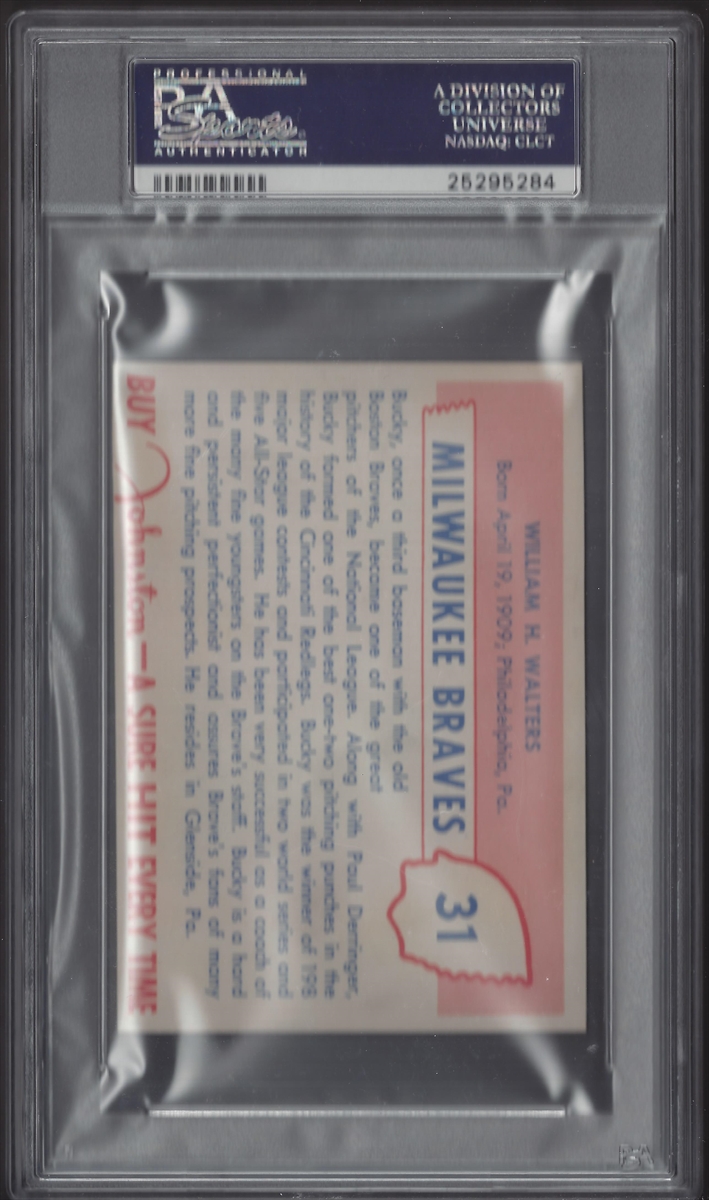 PROFESSIONAL
PSA
Sports
AUTHENTICATOR
A DIVISION OF
COLLECTORS
UNIVERSE
NASDAQ: CLCT
25295284
WILLIAM H. WALTERS
Born April 19, 1909; Philadelphia, Pa.
MILWAUKEE BRAVES 31
Bucky, once a third baseman with the old
Boston Braves, became one of the great
pitchers of the National League. Along with Paul Derringer,
Bucky formed one of the best one-two pitching punches in the
history of the Cincinnati Redlegs. Bucky was the winner of 198
major league contests and participated in two world series and
five All-Star games. He has been very successful as a coach of
the many fine youngsters on the Brave's staff. Bucky is a hard
and persistent perfectionist and assures Brave's fans of many
more fine pitching prospects. He resides in Glenside, Pa.
BUY Johnston — A SURE HIT EVERY TIME
PSA